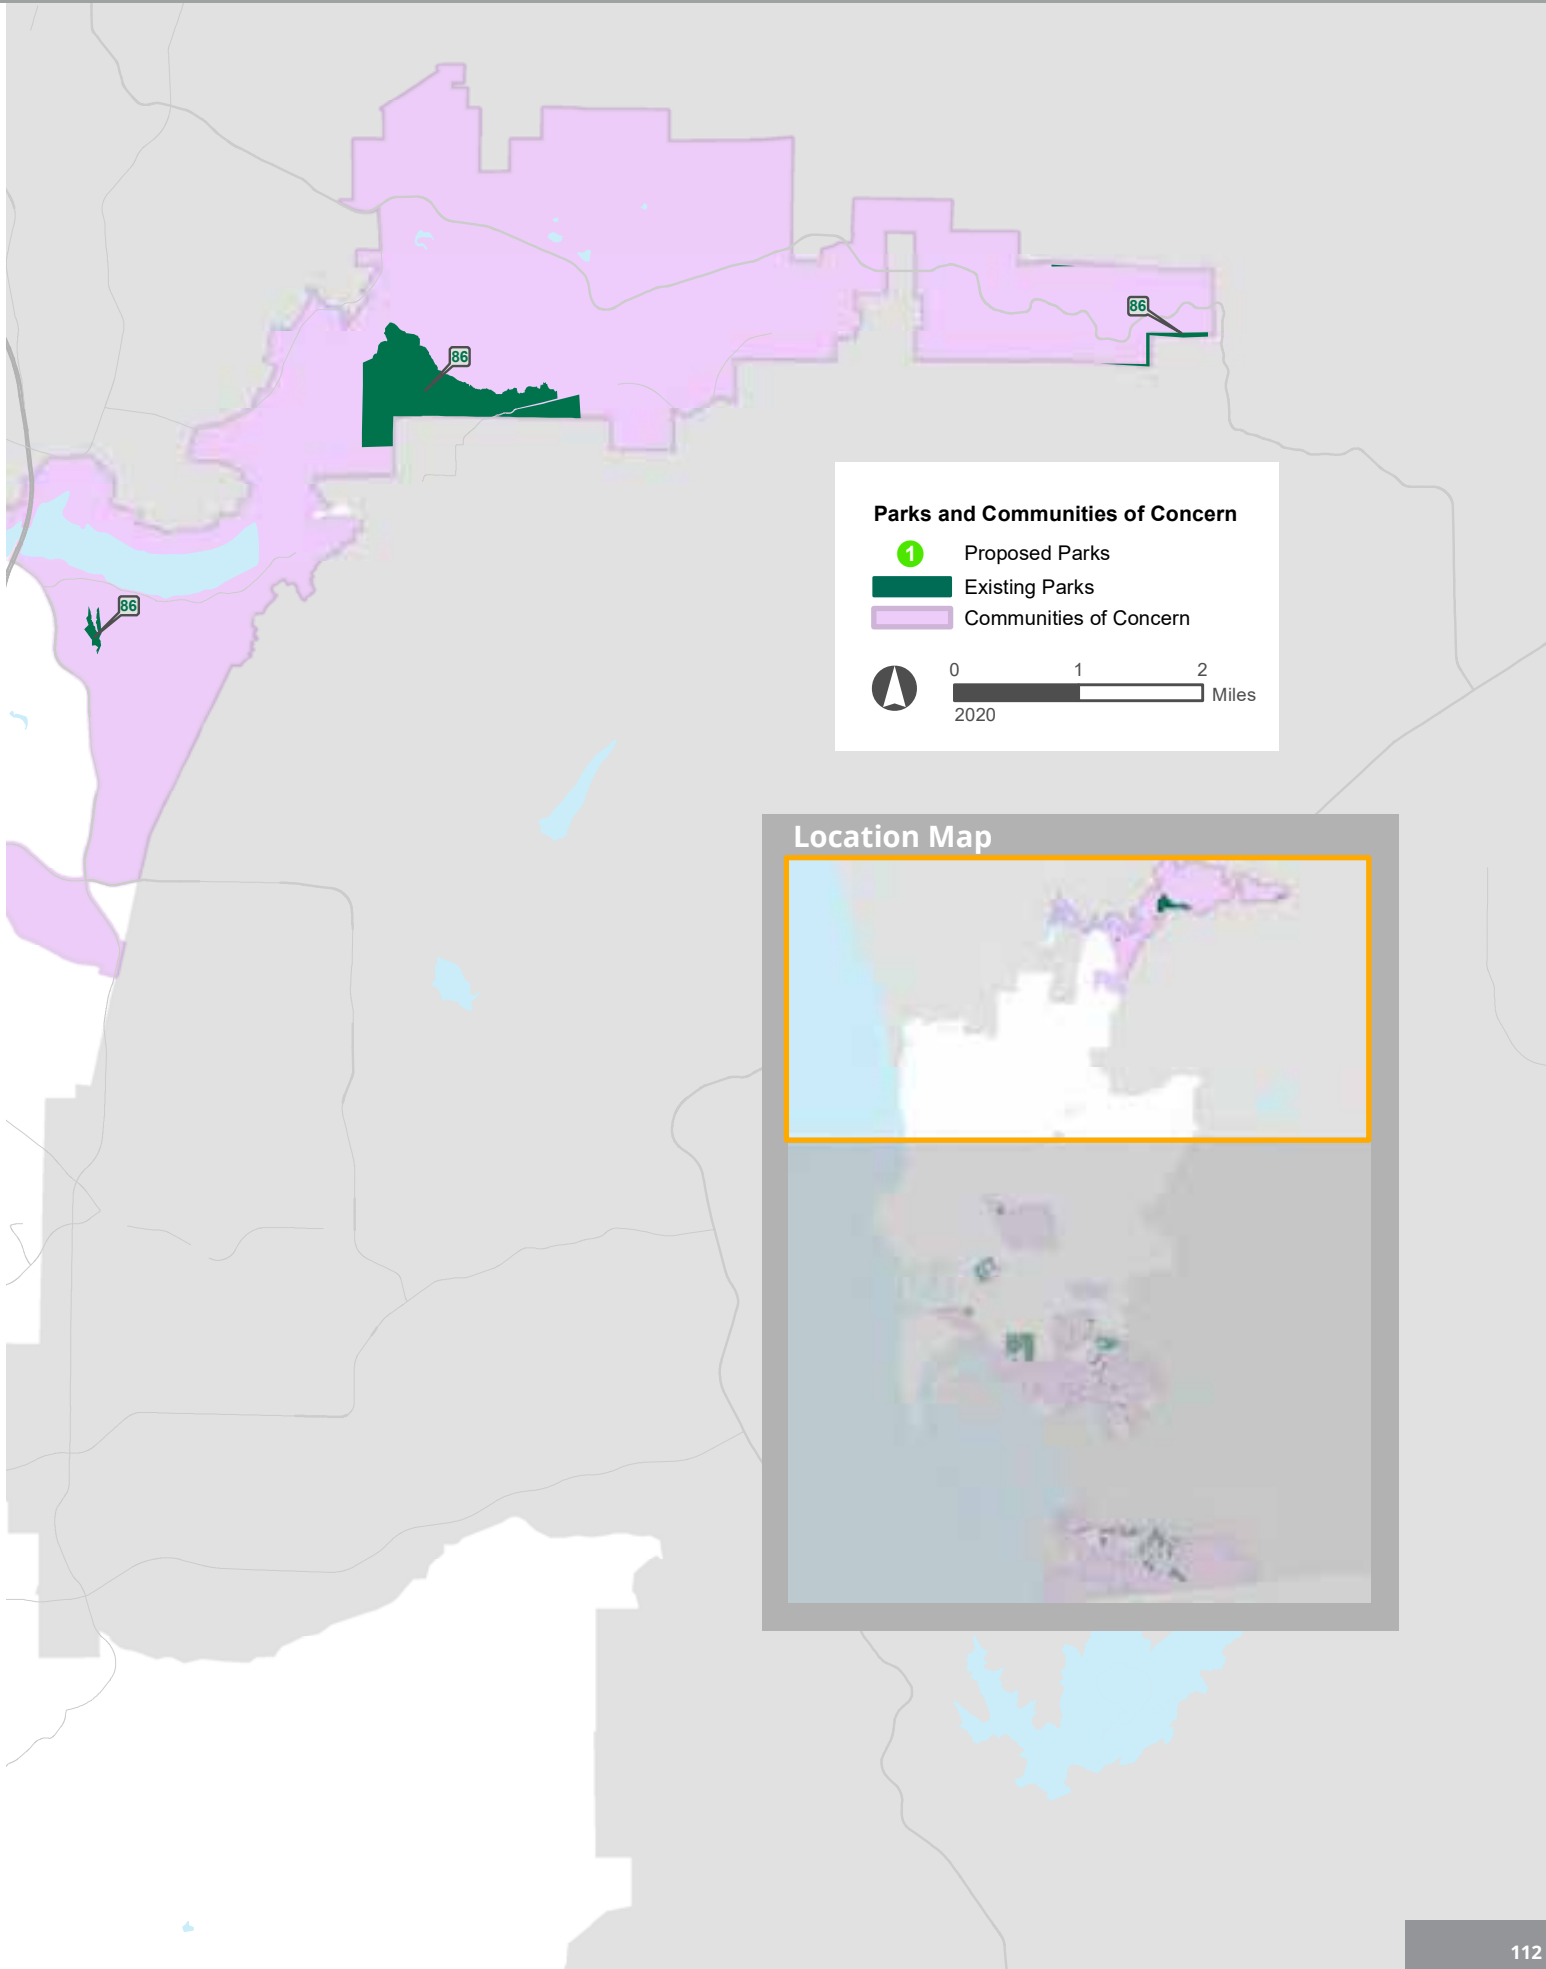 86
86
86
Parks and Communities of Concern
1 Proposed Parks
Existing Parks
Communities of Concern
0 1 2
Miles
2020
Location Map
112